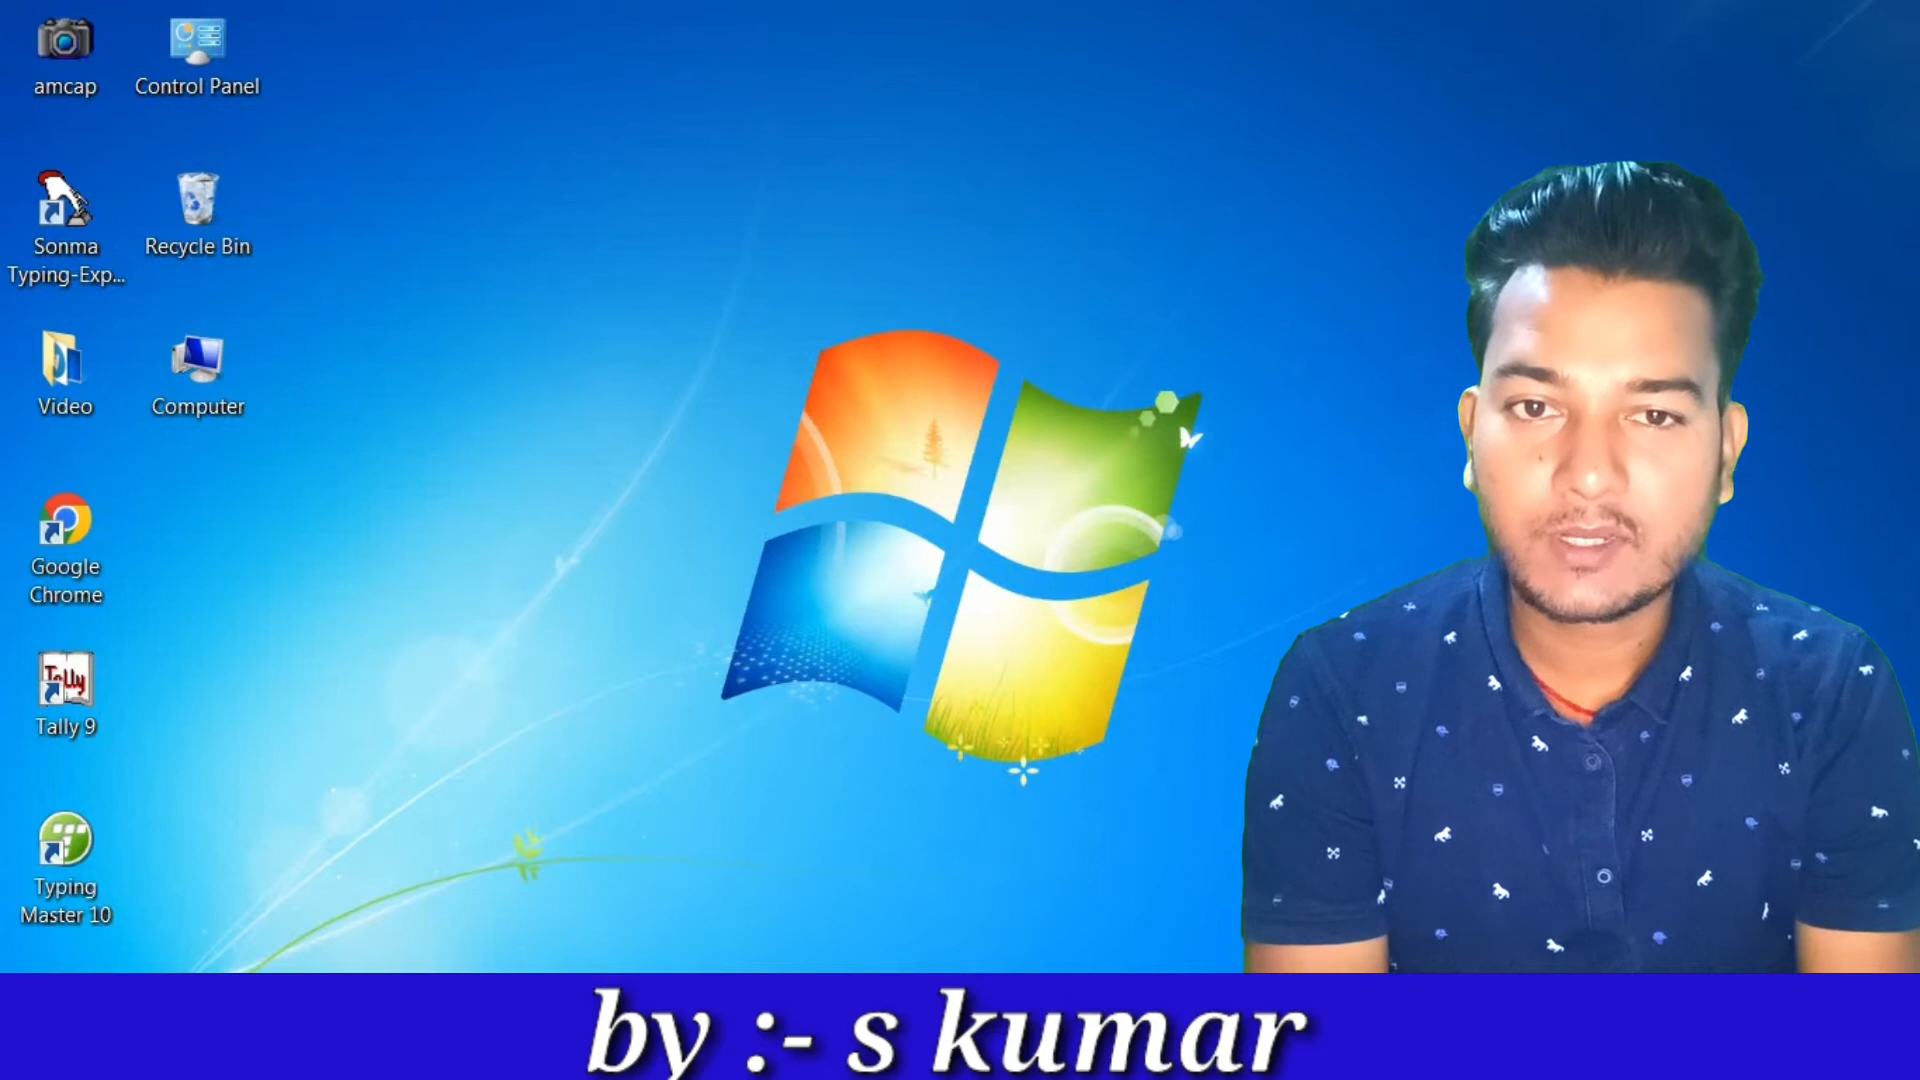 amcap
Control Panel
Sonma
Typing-Exp...
Recycle Bin
Video
Computer
Google
Chrome
Tally
Tally 9
Typing
Master 10
by :- s kumar